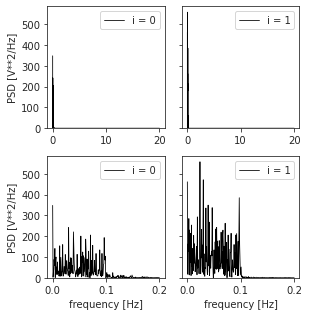 i = 0
i = 1
PSD [V**2/Hz]
500
400
300
200
100
0
0 10 20
0 10 20
i = 0
i = 1
PSD [V**2/Hz]
500
400
300
200
100
0
0.0 0.1 0.2
0.0 0.1 0.2
frequency [Hz]
frequency [Hz]